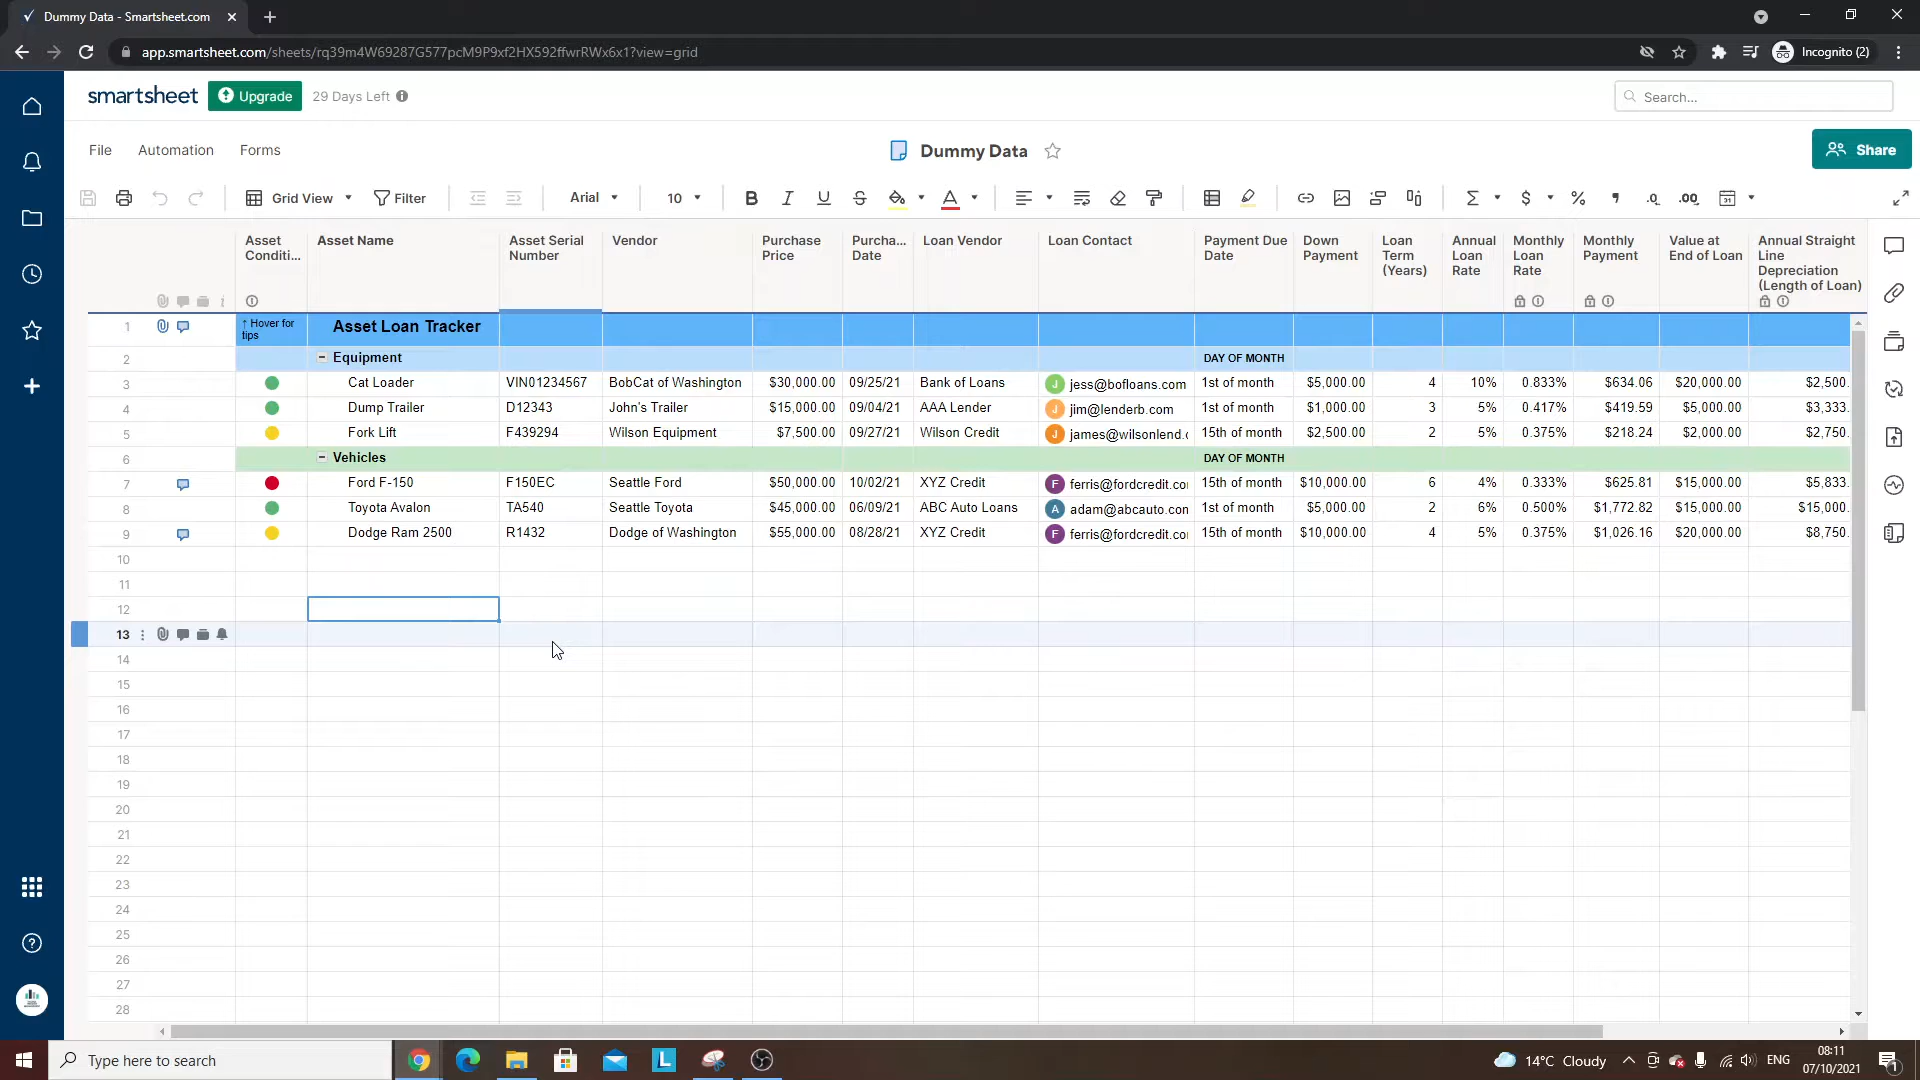 Dummy Data - Smartsheet.com
app.smartsheet.com/sheets/rq39m4W69287G577pcM9P9xf2HX592ffwrRWx6x1?view=grid
Incognito (2)
smartsheet Upgrade 29 Days Left
Search...
File Automation Forms
Dummy Data
Share
Grid View Filter Arial 10 B I U S A Σ $ % .0 .00 31
Asset Conditi... Asset Name Asset Serial Number Vendor Purchase Price Purcha... Date Loan Vendor Loan Contact Payment Due Date Down Payment Loan Term (Years) Annual Loan Rate Monthly Loan Rate Monthly Payment Value at End of Loan Annual Straight Line Depreciation (Length of Loan)
1 ↑ Hover for tips Asset Loan Tracker
2 Equipment DAY OF MONTH
3 Cat Loader VIN01234567 BobCat of Washington $30,000.00 09/25/21 Bank of Loans J jess@bofloans.com 1st of month $5,000.00 4 10% 0.833% $634.06 $20,000.00 $2,500.
4 Dump Trailer D12343 John's Trailer $15,000.00 09/04/21 AAA Lender J jim@lenderb.com 1st of month $1,000.00 3 5% 0.417% $419.59 $5,000.00 $3,333.
5 Fork Lift F439294 Wilson Equipment $7,500.00 09/27/21 Wilson Credit J james@wilsonlend.c 15th of month $2,500.00 2 5% 0.375% $218.24 $2,000.00 $2,750.
6 Vehicles DAY OF MONTH
7 Ford F-150 F150EC Seattle Ford $50,000.00 10/02/21 XYZ Credit F ferris@fordcredit.co 15th of month $10,000.00 6 4% 0.333% $625.81 $15,000.00 $5,833.
8 Toyota Avalon TA540 Seattle Toyota $45,000.00 06/09/21 ABC Auto Loans A adam@abcauto.con 1st of month $5,000.00 2 6% 0.500% $1,772.82 $15,000.00 $15,000.
9 Dodge Ram 2500 R1432 Dodge of Washington $55,000.00 08/28/21 XYZ Credit F ferris@fordcredit.co 15th of month $10,000.00 4 5% 0.375% $1,026.16 $20,000.00 $8,750.
10
11
12
13
14
15
16
17
18
19
20
21
22
23
24
25
26
27
28
Type here to search
L
14°C Cloudy
ENG
08:11
07/10/2021
1